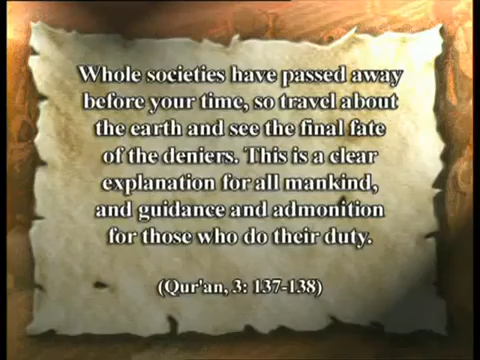 Whole societies have passed away
before your time, so travel about
the earth and see the final fate
of the deniers. This is a clear
explanation for all mankind,
and guidance and admonition
for those who do their duty.
(Qur'an, 3: 137-138)